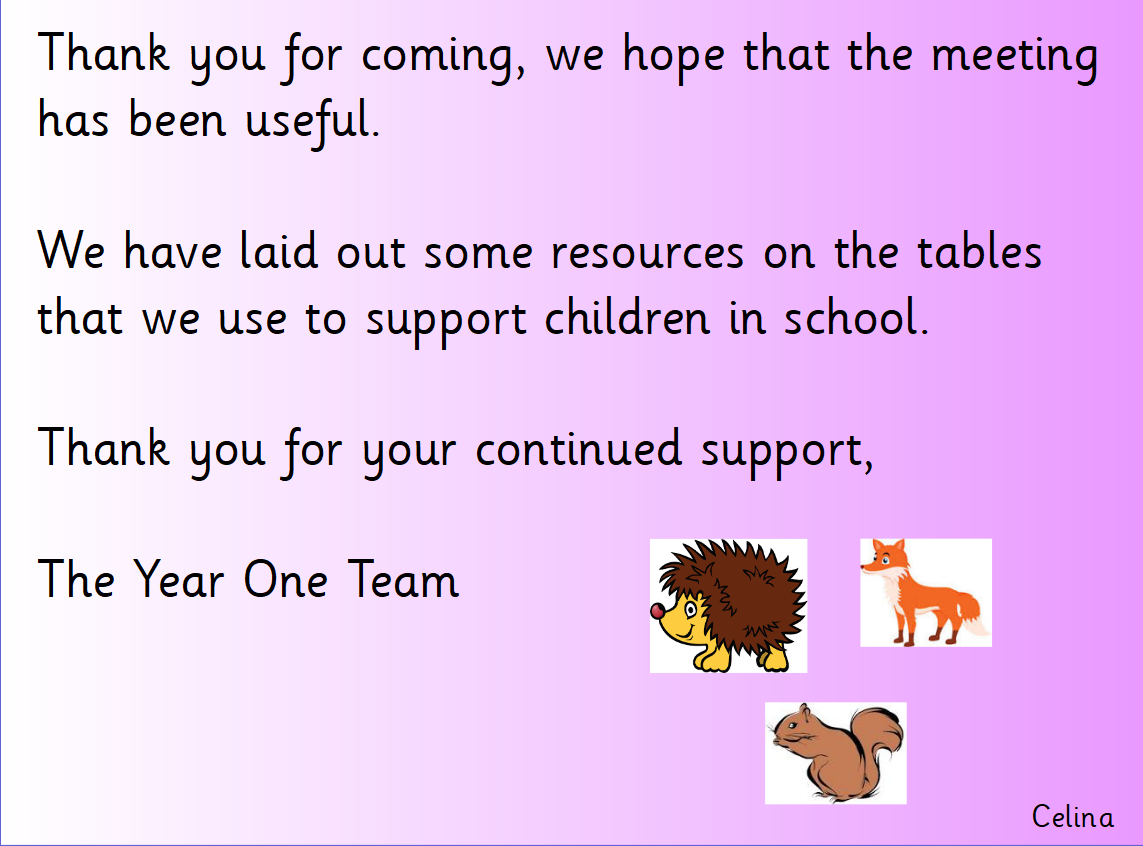 Thank you for coming, we hope that the meeting
has been useful.
We have laid out some resources on the tables
that we use to support children in school.
Thank you for your continued support,
The Year One Team
Celina